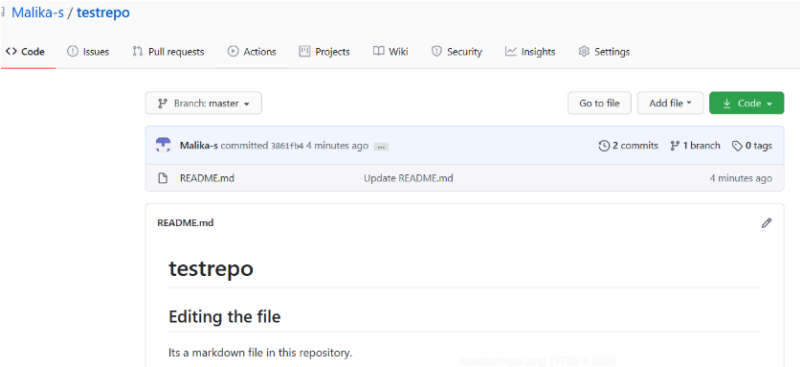 Malika-s / testrepo
Code Issues Pull requests Actions Projects Wiki Security Insights Settings
Branch: master Go to file Add file Code
Malika-s committed 3861fb4 4 minutes ago ... 2 commits 1 branch 0 tags
README.md Update README.md 4 minutes ago
README.md
testrepo
Editing the file
Its a markdown file in this repository.